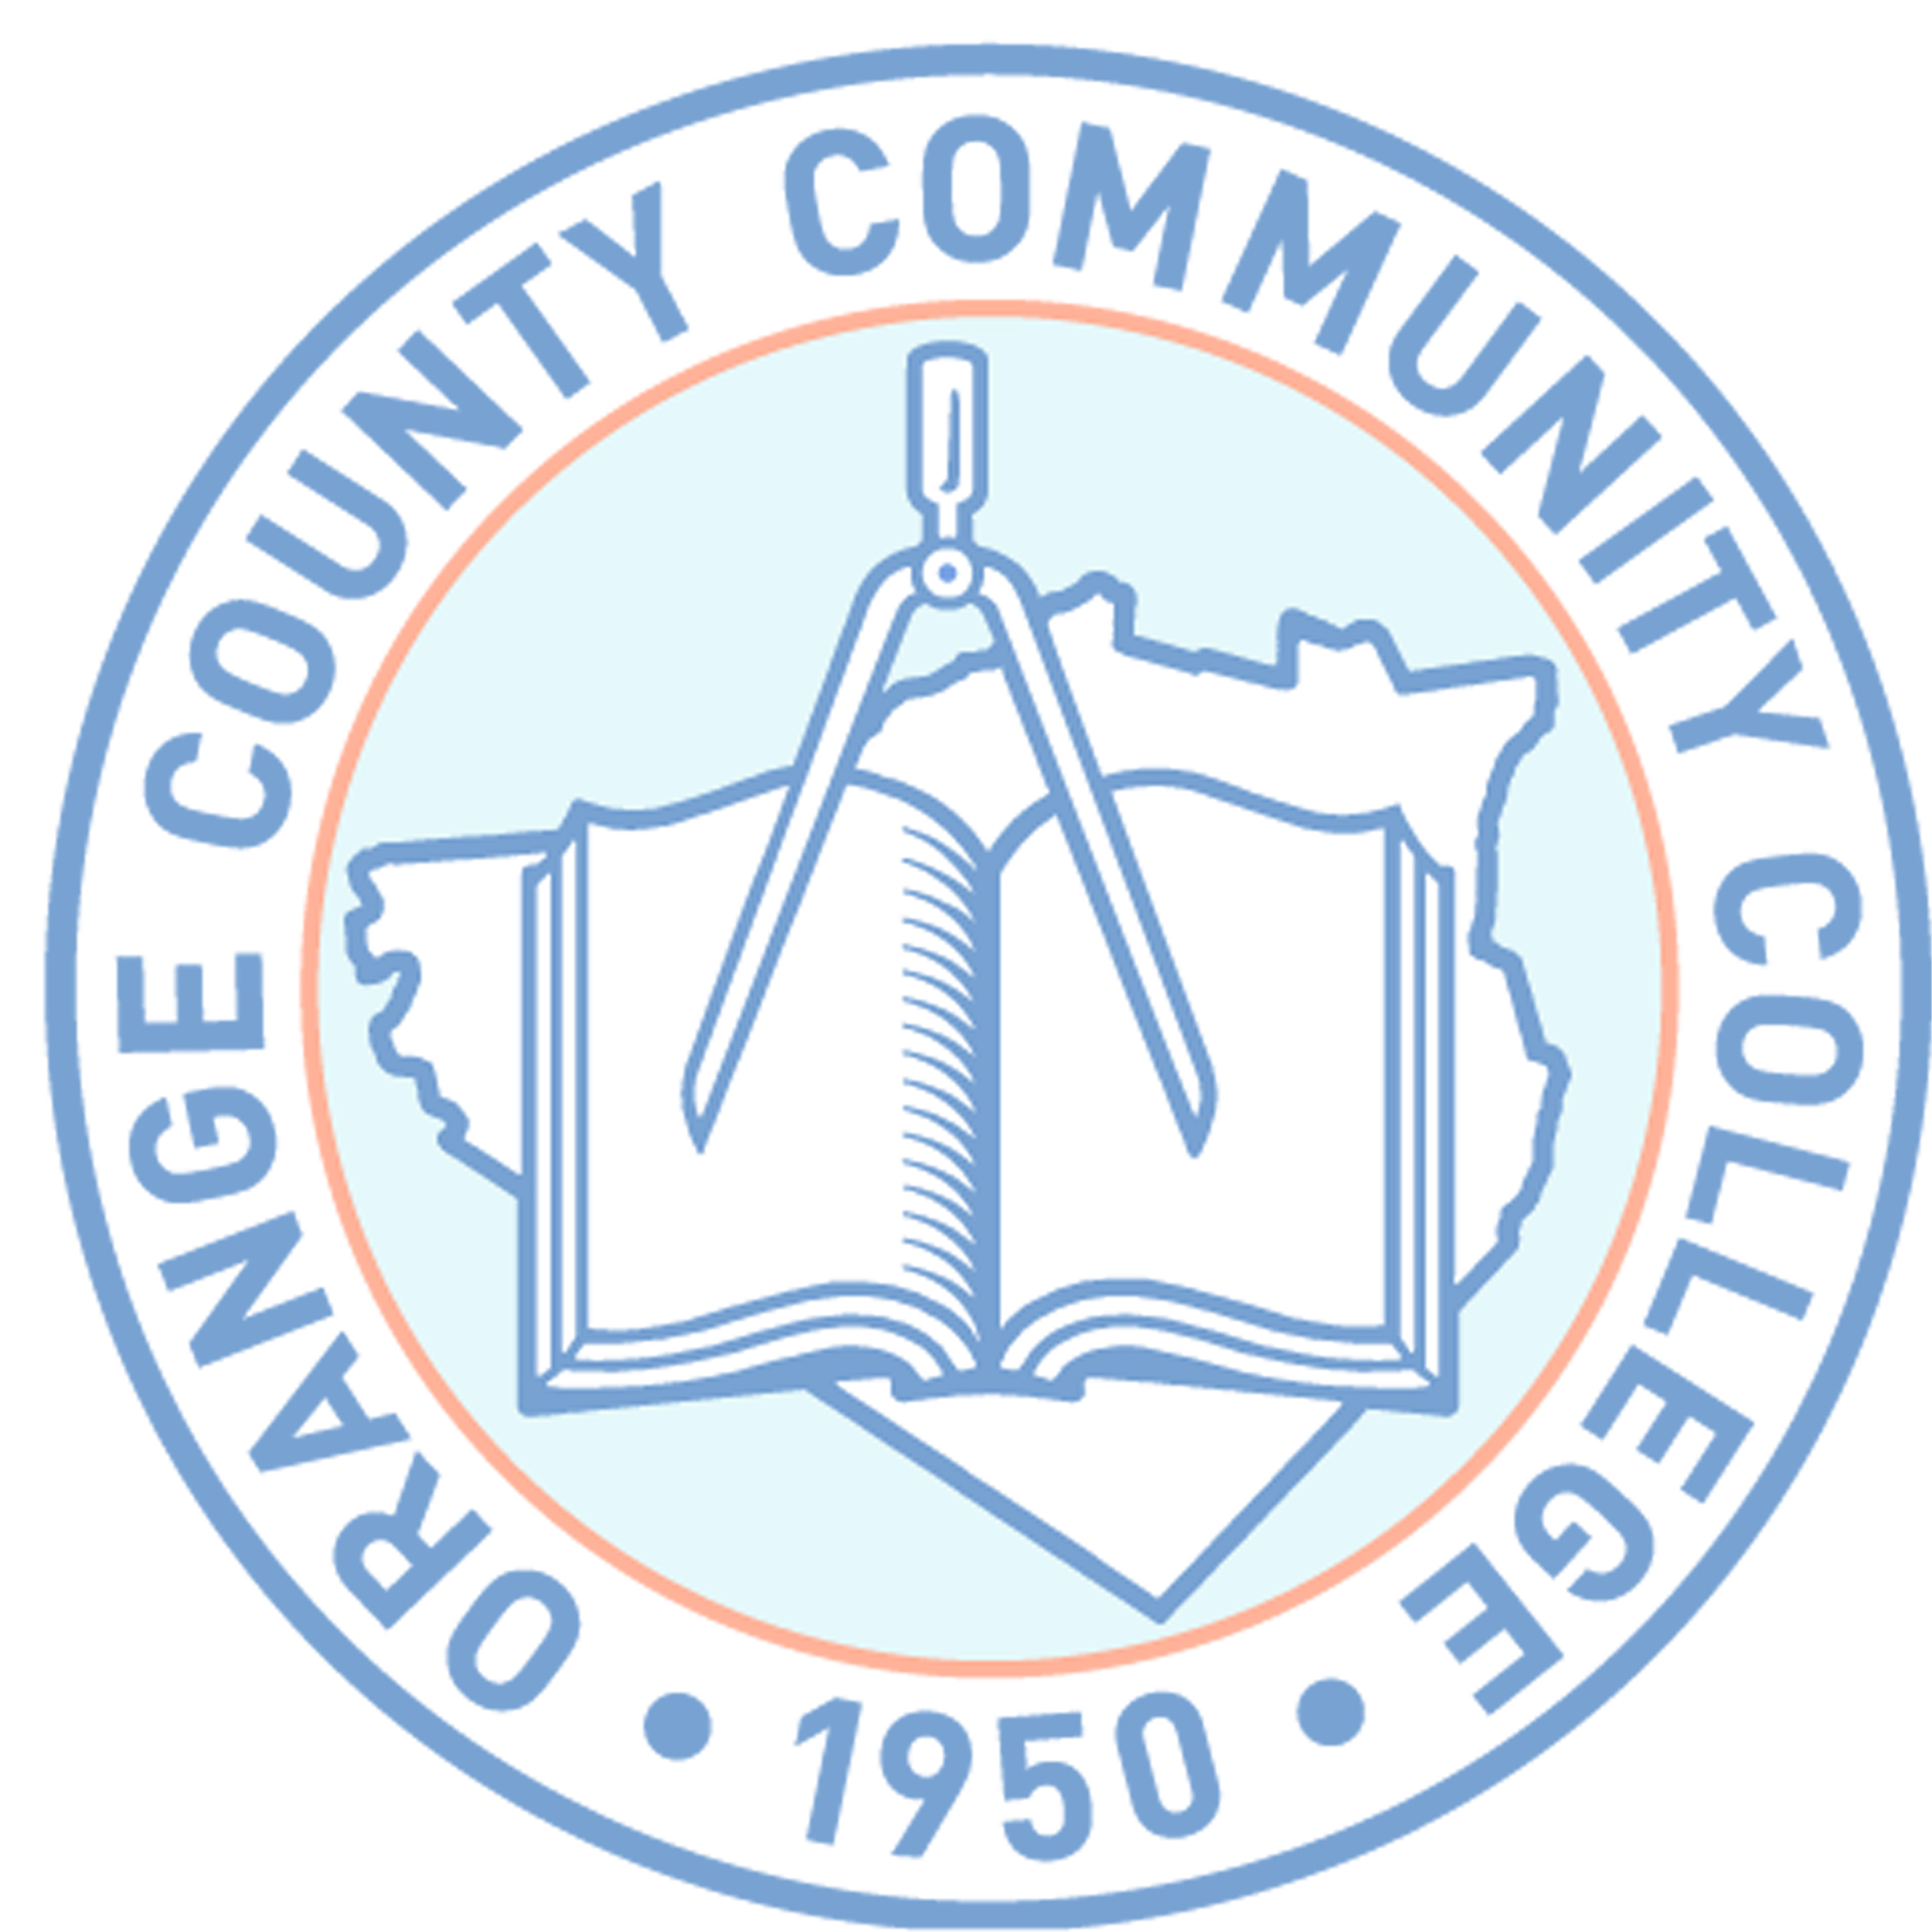 ORANGE COUNTY COMMUNITY COLLEGE
• 1950 •